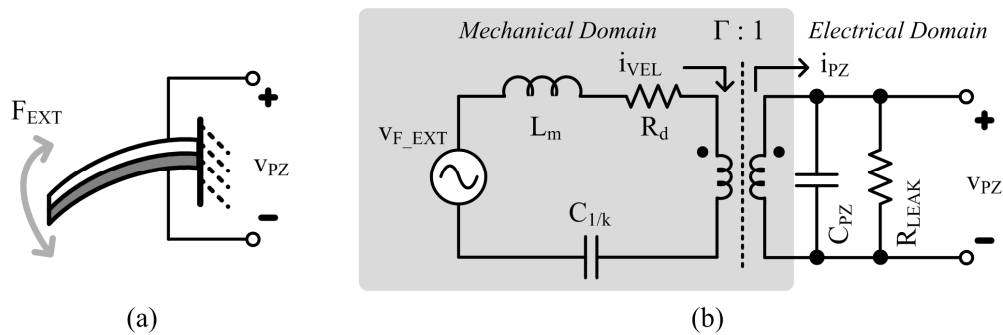 Mechanical Domain
Γ : 1
Electrical Domain
F_EXT
+
v_PZ
−
v_F_EXT
L_m
R_d
i_VEL
i_PZ
C_1/k
C_PZ
R_LEAK
+
v_PZ
−
(a)
(b)